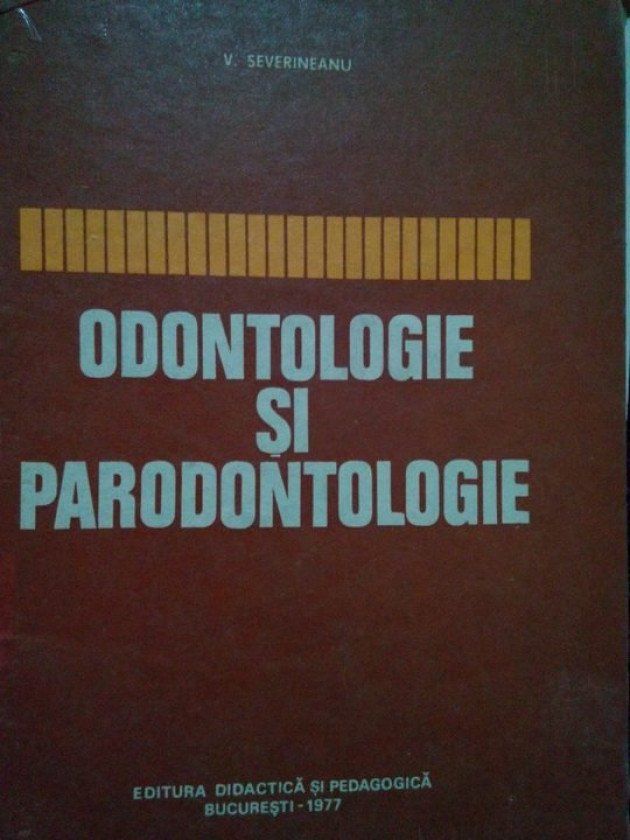 V. SEVERINEANU
ODONTOLOGIE
ȘI
PARODONTOLOGIE
EDITURA DIDACTICĂ ȘI PEDAGOGICĂ
BUCUREȘTI-1977